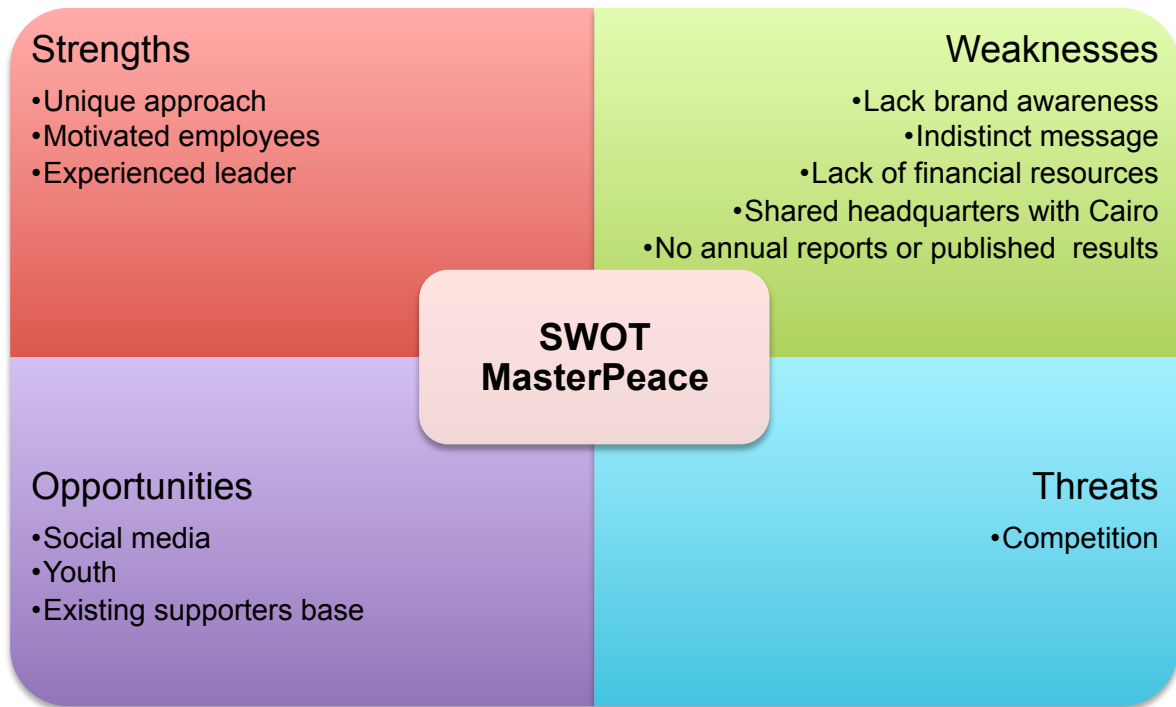 Strengths
•Unique approach
•Motivated employees
•Experienced leader
Weaknesses
•Lack brand awareness
•Indistinct message
•Lack of financial resources
•Shared headquarters with Cairo
•No annual reports or published  results
SWOT
MasterPeace
Opportunities
•Social media
•Youth
•Existing supporters base
Threats
•Competition